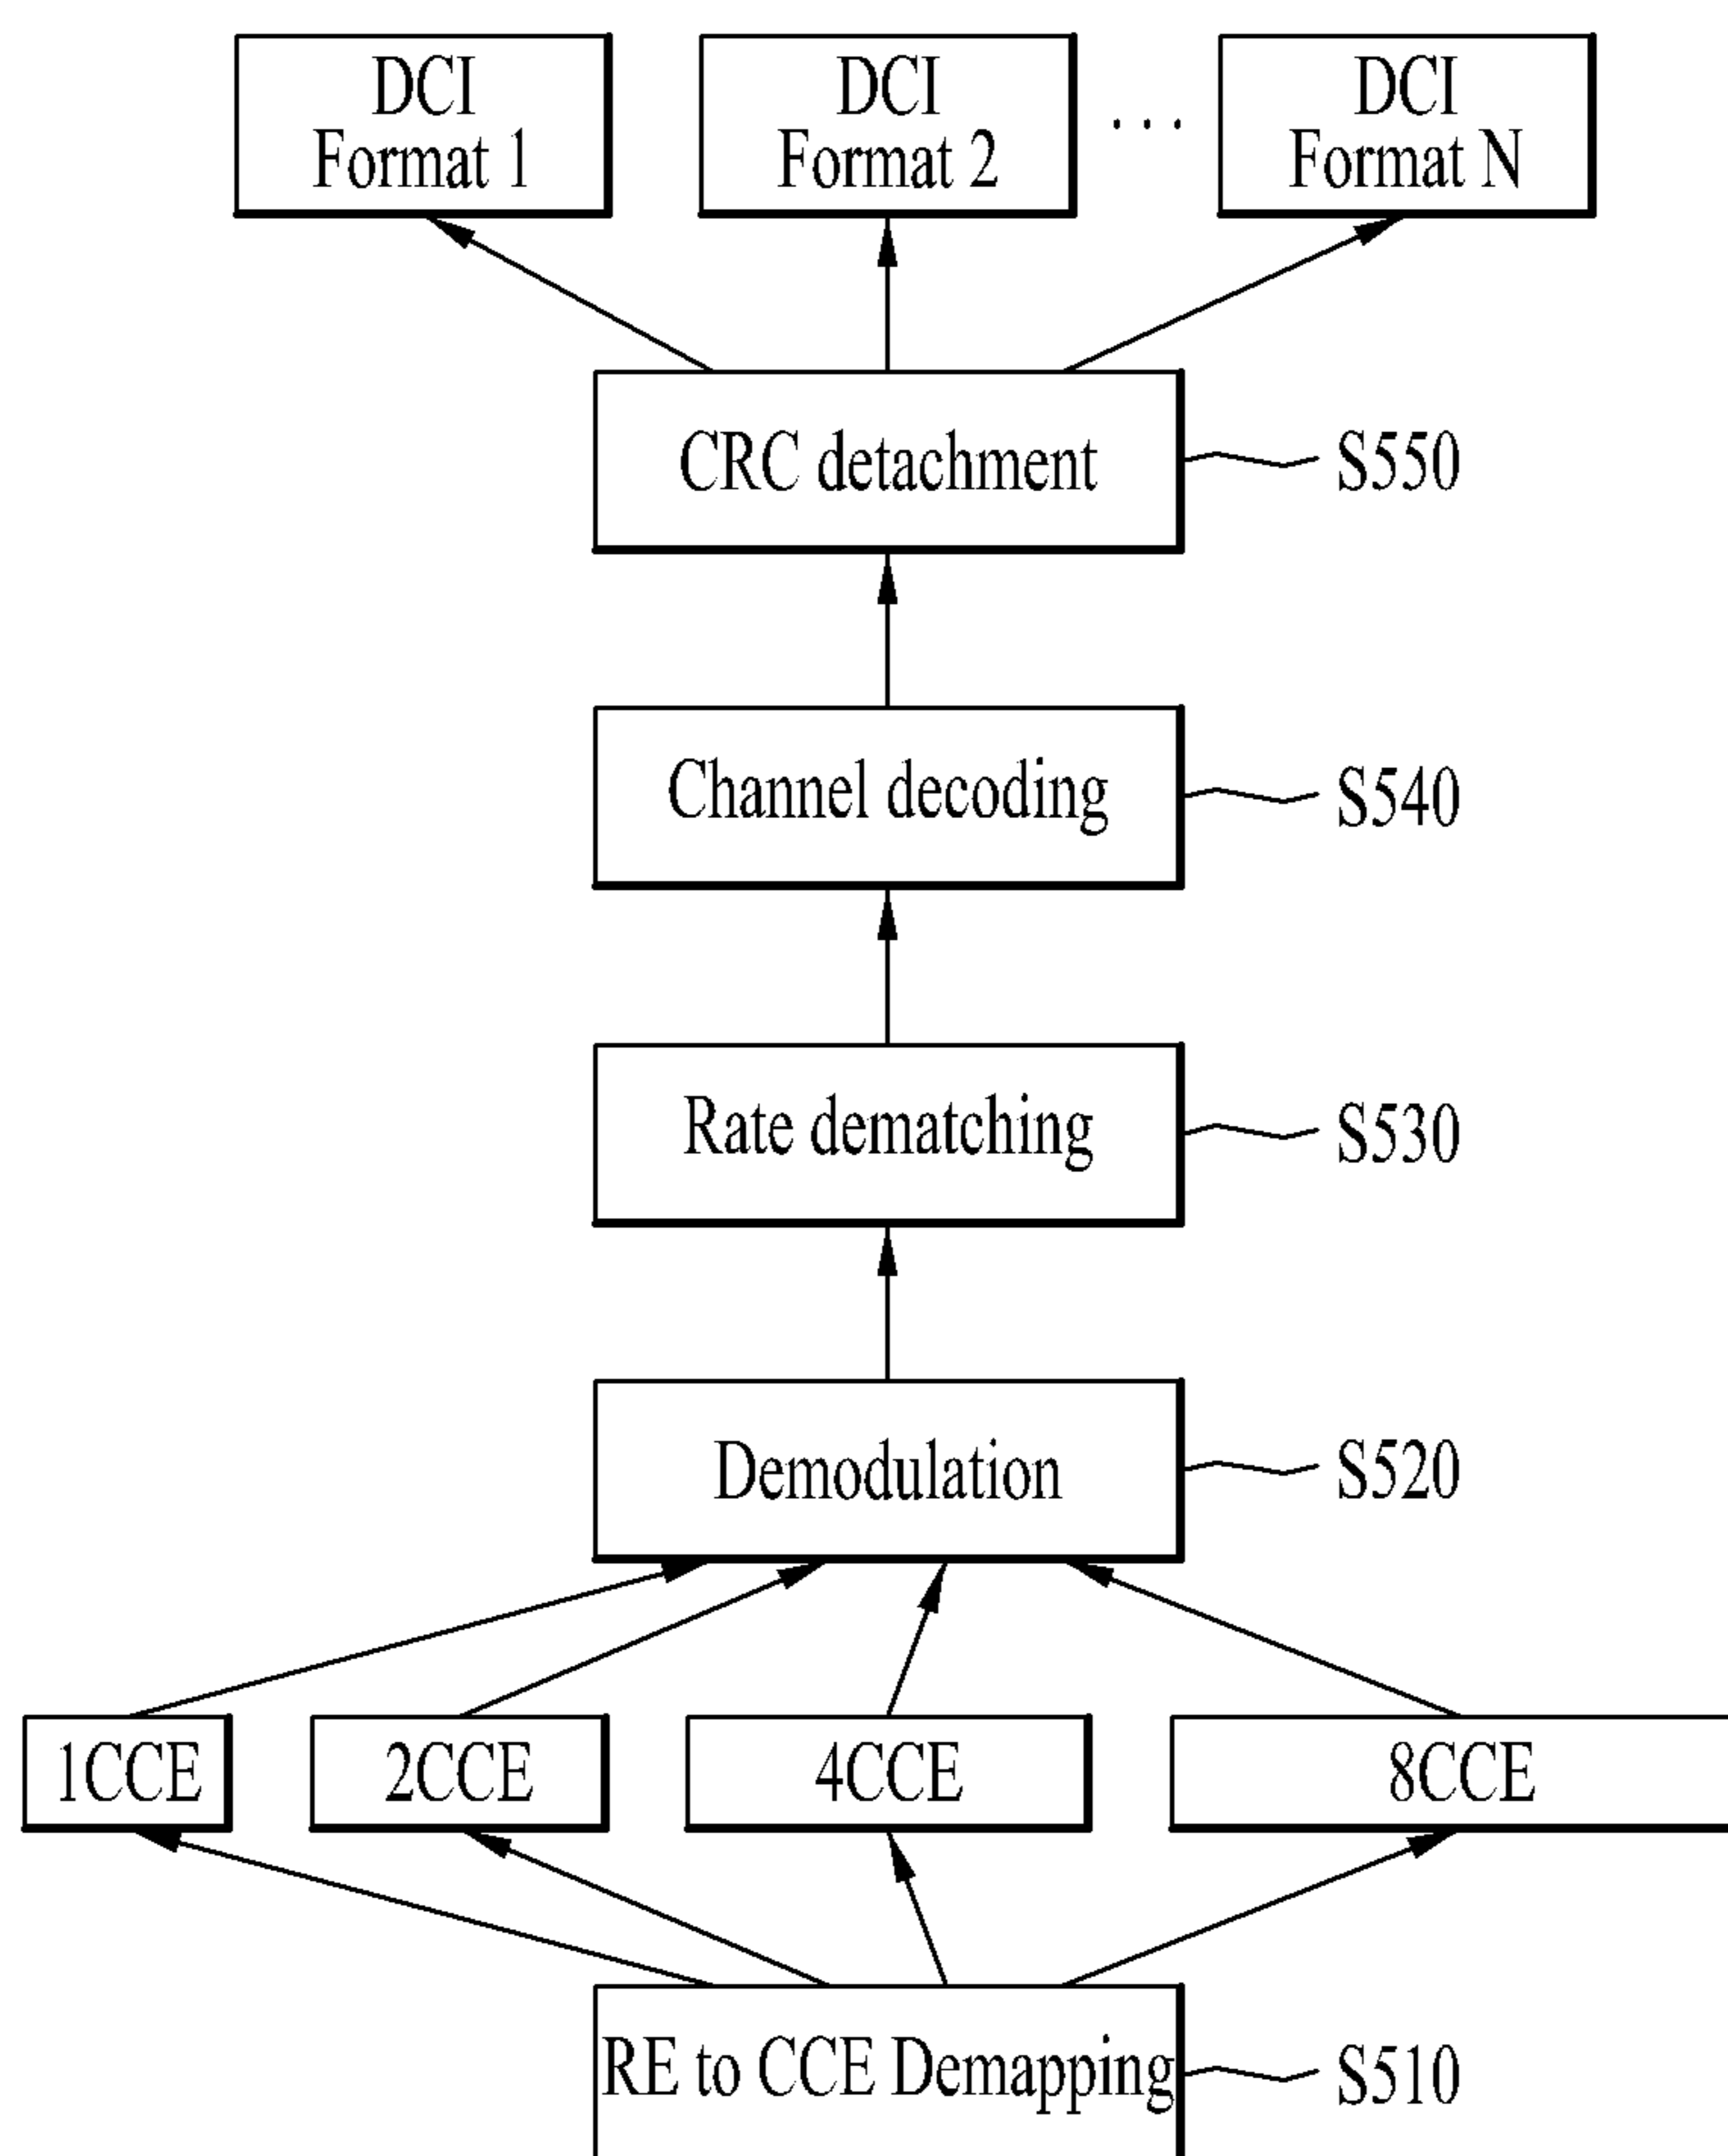 DCI
Format 1
DCI
Format 2
...
DCI
Format N
CRC detachment
S550
Channel decoding
S540
Rate dematching
S530
Demodulation
S520
1CCE
2CCE
4CCE
8CCE
RE to CCE Demapping
S510